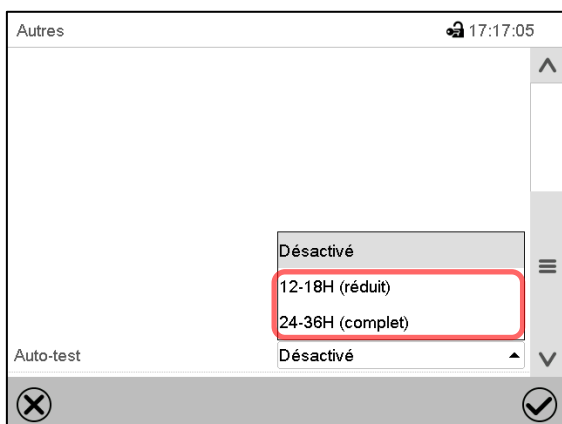 Autres 17:17:05
Désactivé
12-18H (réduit)
24-36H (complet)
Auto-test Désactivé